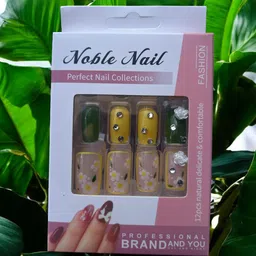 Noble Nail
Perfect Nail Collections
FASHION
12pcs natural delicate & comfortable
PROFESSIONAL
BRAND AND YOU